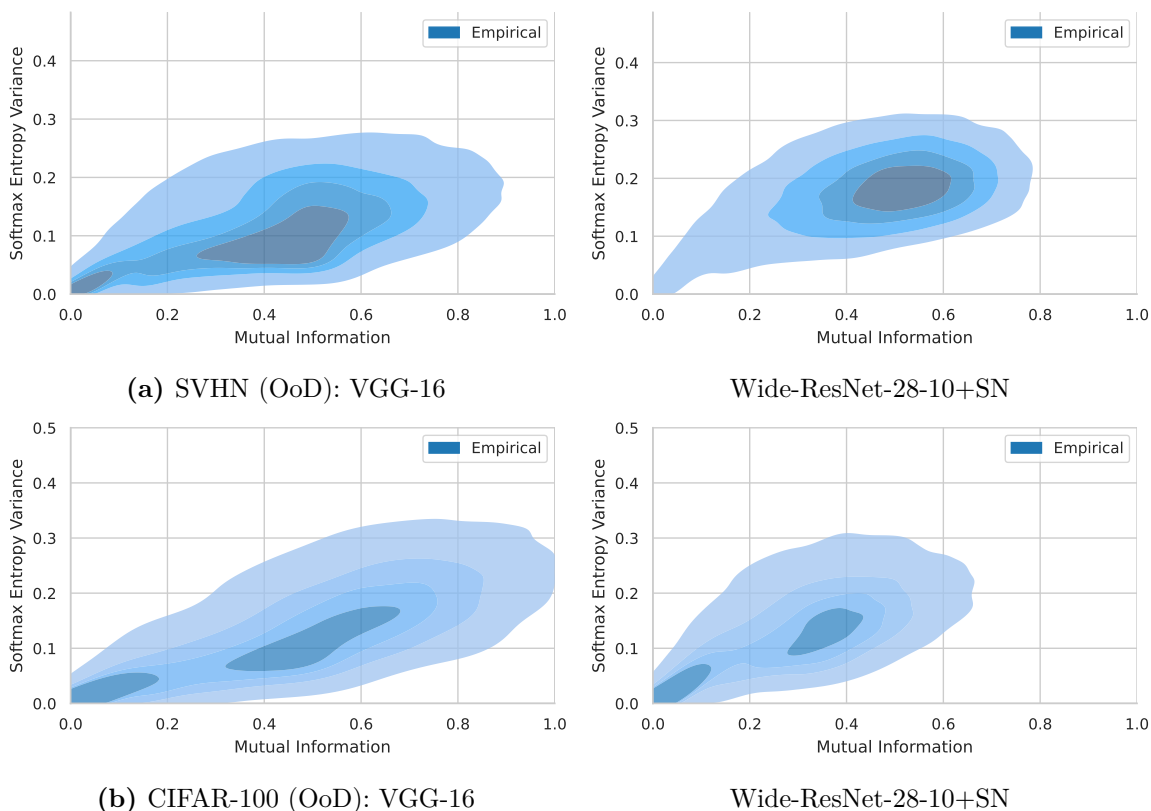 Empirical
Softmax Entropy Variance
0.4
0.3
0.2
0.1
0.0
0.0 0.2 0.4 0.6 0.8 1.0
Mutual Information
Empirical
Softmax Entropy Variance
0.4
0.3
0.2
0.1
0.0
0.0 0.2 0.4 0.6 0.8 1.0
Mutual Information
(a) SVHN (OoD): VGG-16
Wide-ResNet-28-10+SN
Empirical
Softmax Entropy Variance
0.5
0.4
0.3
0.2
0.1
0.0
0.0 0.2 0.4 0.6 0.8 1.0
Mutual Information
Empirical
Softmax Entropy Variance
0.5
0.4
0.3
0.2
0.1
0.0
0.0 0.2 0.4 0.6 0.8 1.0
Mutual Information
(b) CIFAR-100 (OoD): VGG-16
Wide-ResNet-28-10+SN